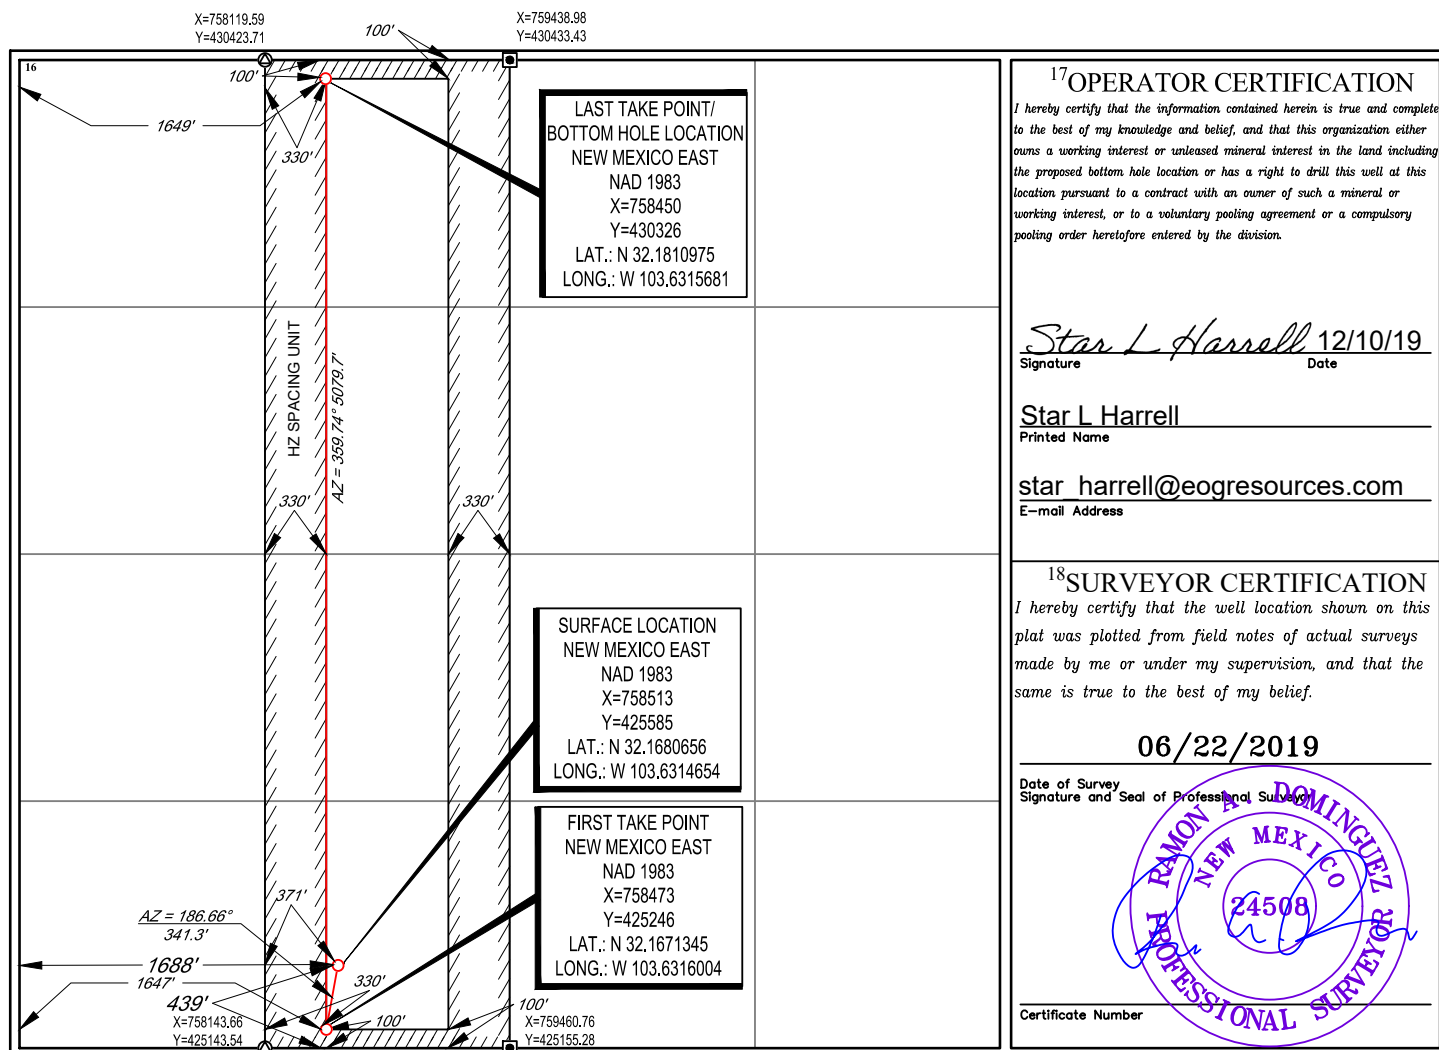 X=758119.59
Y=430423.71
100'
X=759438.98
Y=430433.43
16
100'
1649'
330'
LAST TAKE POINT/
BOTTOM HOLE LOCATION
NEW MEXICO EAST
NAD 1983
X=758450
Y=430326
LAT.: N 32.1810975
LONG.: W 103.6315681
HZ SPACING UNIT
AZ = 359.74° 5079.7'
330'
330'
SURFACE LOCATION
NEW MEXICO EAST
NAD 1983
X=758513
Y=425585
LAT.: N 32.1680656
LONG.: W 103.6314654
FIRST TAKE POINT
NEW MEXICO EAST
NAD 1983
X=758473
Y=425246
LAT.: N 32.1671345
LONG.: W 103.6316004
371'
AZ = 186.66°
341.3'
1688'
1647'
330'
439'
100'
100'
X=758143.66
Y=425143.54
X=759460.76
Y=425155.28
17 OPERATOR CERTIFICATION
I hereby certify that the information contained herein is true and complete
to the best of my knowledge and belief, and that this organization either
owns a working interest or unleased mineral interest in the land including
the proposed bottom hole location or has a right to drill this well at this
location pursuant to a contract with an owner of such a mineral or
working interest, or to a voluntary pooling agreement or a compulsory
pooling order heretofore entered by the division.
Star L Harrell 12/10/19
Signature Date
Star L Harrell
Printed Name
star_harrell@eogresources.com
E-mail Address
18 SURVEYOR CERTIFICATION
I hereby certify that the well location shown on this
plat was plotted from field notes of actual surveys
made by me or under my supervision, and that the
same is true to the best of my belief.
06/22/2019
Date of Survey
Signature and Seal of Professional Surveyor
RAMON A. DOMINGUEZ
NEW MEXICO
24508
PROFESSIONAL SURVEYOR
Certificate Number